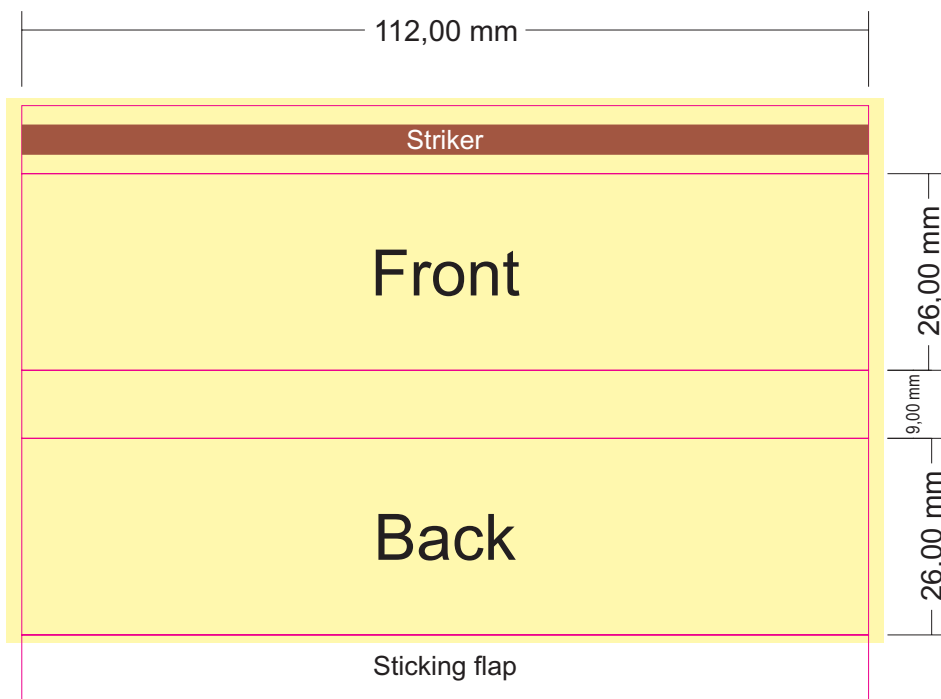 112,00 mm
Striker
Front
26,00 mm
9,00 mm
Back
26,00 mm
Sticking flap